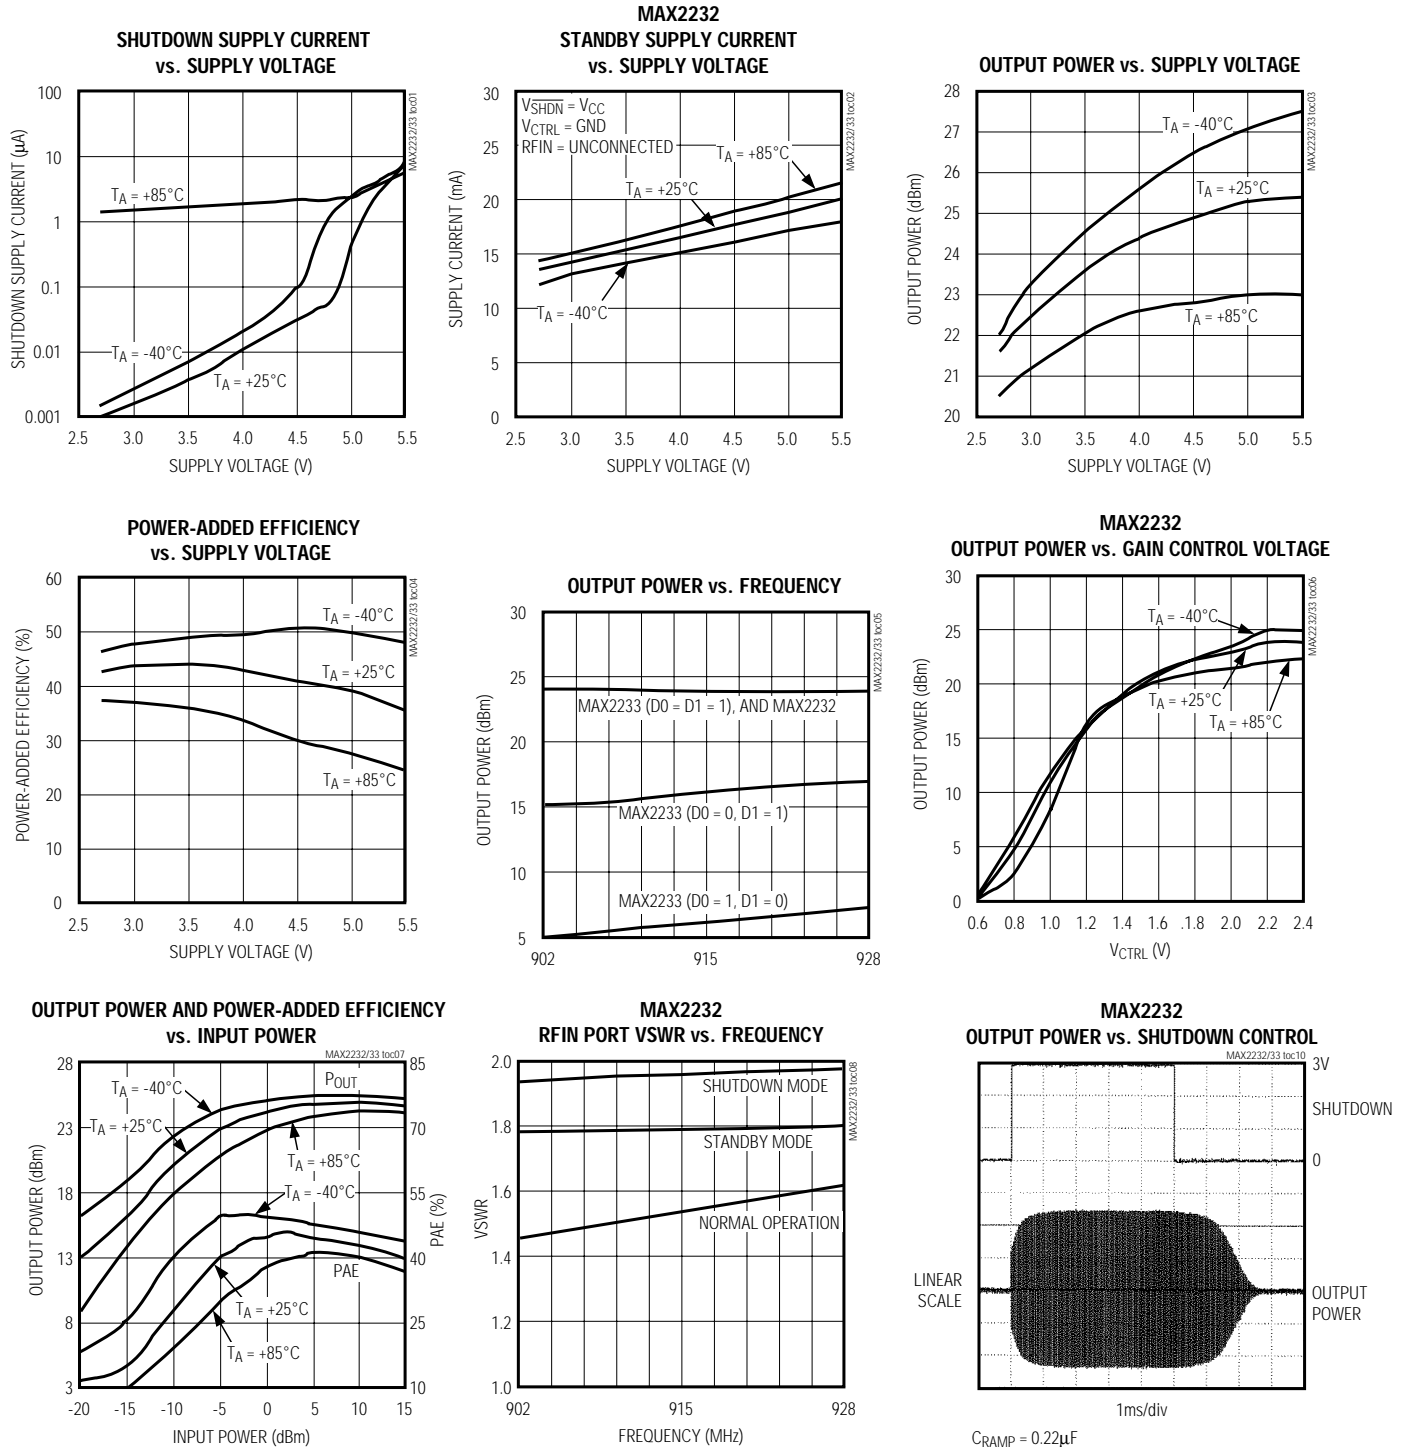 SHUTDOWN SUPPLY CURRENT
vs. SUPPLY VOLTAGE
100
10
1
0.1
0.01
0.001
SHUTDOWN SUPPLY CURRENT (µA)
TA = +85°C
TA = -40°C
TA = +25°C
MAX2232/33 toc01
2.5 3.0 3.5 4.0 4.5 5.0 5.5
SUPPLY VOLTAGE (V)
MAX2232
STANDBY SUPPLY CURRENT
vs. SUPPLY VOLTAGE
30
25
20
15
10
5
0
SUPPLY CURRENT (mA)
VSHDN = VCC
VCTRL = GND
RFIN = UNCONNECTED
TA = +85°C
TA = +25°C
TA = -40°C
MAX2232/33 toc02
2.5 3.0 3.5 4.0 4.5 5.0 5.5
SUPPLY VOLTAGE (V)
OUTPUT POWER vs. SUPPLY VOLTAGE
28
27
26
25
24
23
22
21
20
OUTPUT POWER (dBm)
TA = -40°C
TA = +25°C
TA = +85°C
MAX2232/33 toc03
2.5 3.0 3.5 4.0 4.5 5.0 5.5
SUPPLY VOLTAGE (V)
POWER-ADDED EFFICIENCY
vs. SUPPLY VOLTAGE
60
50
40
30
20
10
0
POWER-ADDED EFFICIENCY (%)
TA = -40°C
TA = +25°C
TA = +85°C
MAX2232/33 toc04
2.5 3.0 3.5 4.0 4.5 5.0 5.5
SUPPLY VOLTAGE (V)
OUTPUT POWER vs. FREQUENCY
30
25
20
15
10
5
OUTPUT POWER (dBm)
MAX2233 (D0 = D1 = 1), AND MAX2232
MAX2233 (D0 = 0, D1 = 1)
MAX2233 (D0 = 1, D1 = 0)
MAX2232/33 toc05
902 915 928
MAX2232
OUTPUT POWER vs. GAIN CONTROL VOLTAGE
30
25
20
15
10
5
0
OUTPUT POWER (dBm)
TA = -40°C
TA = +25°C
TA = +85°C
MAX2232/33 toc06
0.6 0.8 1.0 1.2 1.4 1.6 .1.8 2.0 2.2 2.4
VCTRL (V)
OUTPUT POWER AND POWER-ADDED EFFICIENCY
vs. INPUT POWER
MAX2232/33 toc07
28
23
18
13
8
3
OUTPUT POWER (dBm)
TA = -40°C
POUT
TA = +25°C
TA = +85°C
TA = -40°C
PAE
TA = +25°C
TA = +85°C
85
70
55
40
25
10
PAE (%)
-20 -15 -10 -5 0 5 10 15
INPUT POWER (dBm)
MAX2232
RFIN PORT VSWR vs. FREQUENCY
2.0
1.8
1.6
1.4
1.2
1.0
VSWR
SHUTDOWN MODE
STANDBY MODE
NORMAL OPERATION
MAX2232/33 toc08
902 915 928
FREQUENCY (MHz)
MAX2232
OUTPUT POWER vs. SHUTDOWN CONTROL
MAX2232/33 toc10
3V
SHUTDOWN
0
LINEAR
SCALE
OUTPUT
POWER
1ms/div
CRAMP = 0.22µF